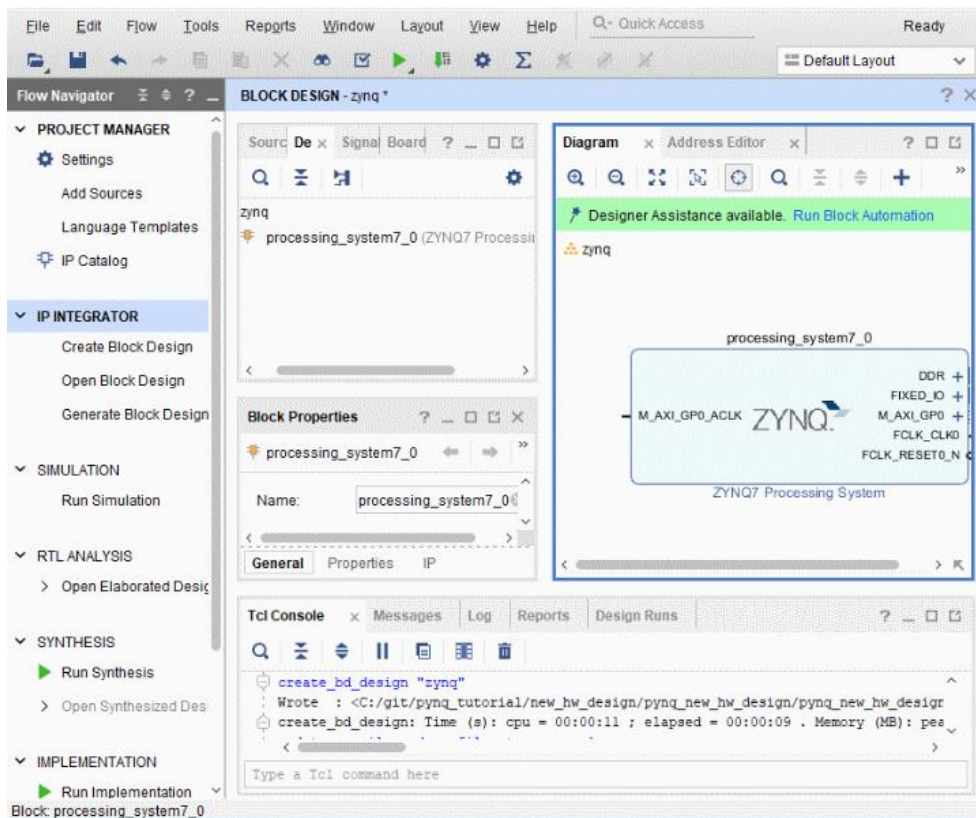 File Edit Flow Tools Reports Window Layout View Help Q- Quick Access Ready
Default Layout
Flow Navigator ? BLOCK DESIGN - zynq * ?
PROJECT MANAGER
Settings
Add Sources
Language Templates
IP Catalog
IP INTEGRATOR
Create Block Design
Open Block Design
Generate Block Design
SIMULATION
Run Simulation
RTL ANALYSIS
Open Elaborated Desig
SYNTHESIS
Run Synthesis
Open Synthesized Des
IMPLEMENTATION
Run Implementation
Sourc De × Signal Board ?
zynq
processing_system7_0 (ZYNQ7 Processi
Block Properties ?
processing_system7_0
Name: processing_system7_0
General Properties IP
Diagram × Address Editor × ?
Designer Assistance available. Run Block Automation
zynq
processing_system7_0
DDR
FIXED_IO
M_AXI_GP0_ACLK ZYNQ. M_AXI_GP0
FCLK_CLK0
FCLK_RESET0_N
ZYNQ7 Processing System
Tcl Console × Messages Log Reports Design Runs ?
create_bd_design "zynq"
Wrote : <C:/git/pynq_tutorial/new_hw_design/pynq_new_hw_design/pynq_new_hw_desigr
create_bd_design: Time (s): cpu = 00:00:11 ; elapsed = 00:00:09 . Memory (MB): pea
Type a Tcl command here
Block: processing_system7_0